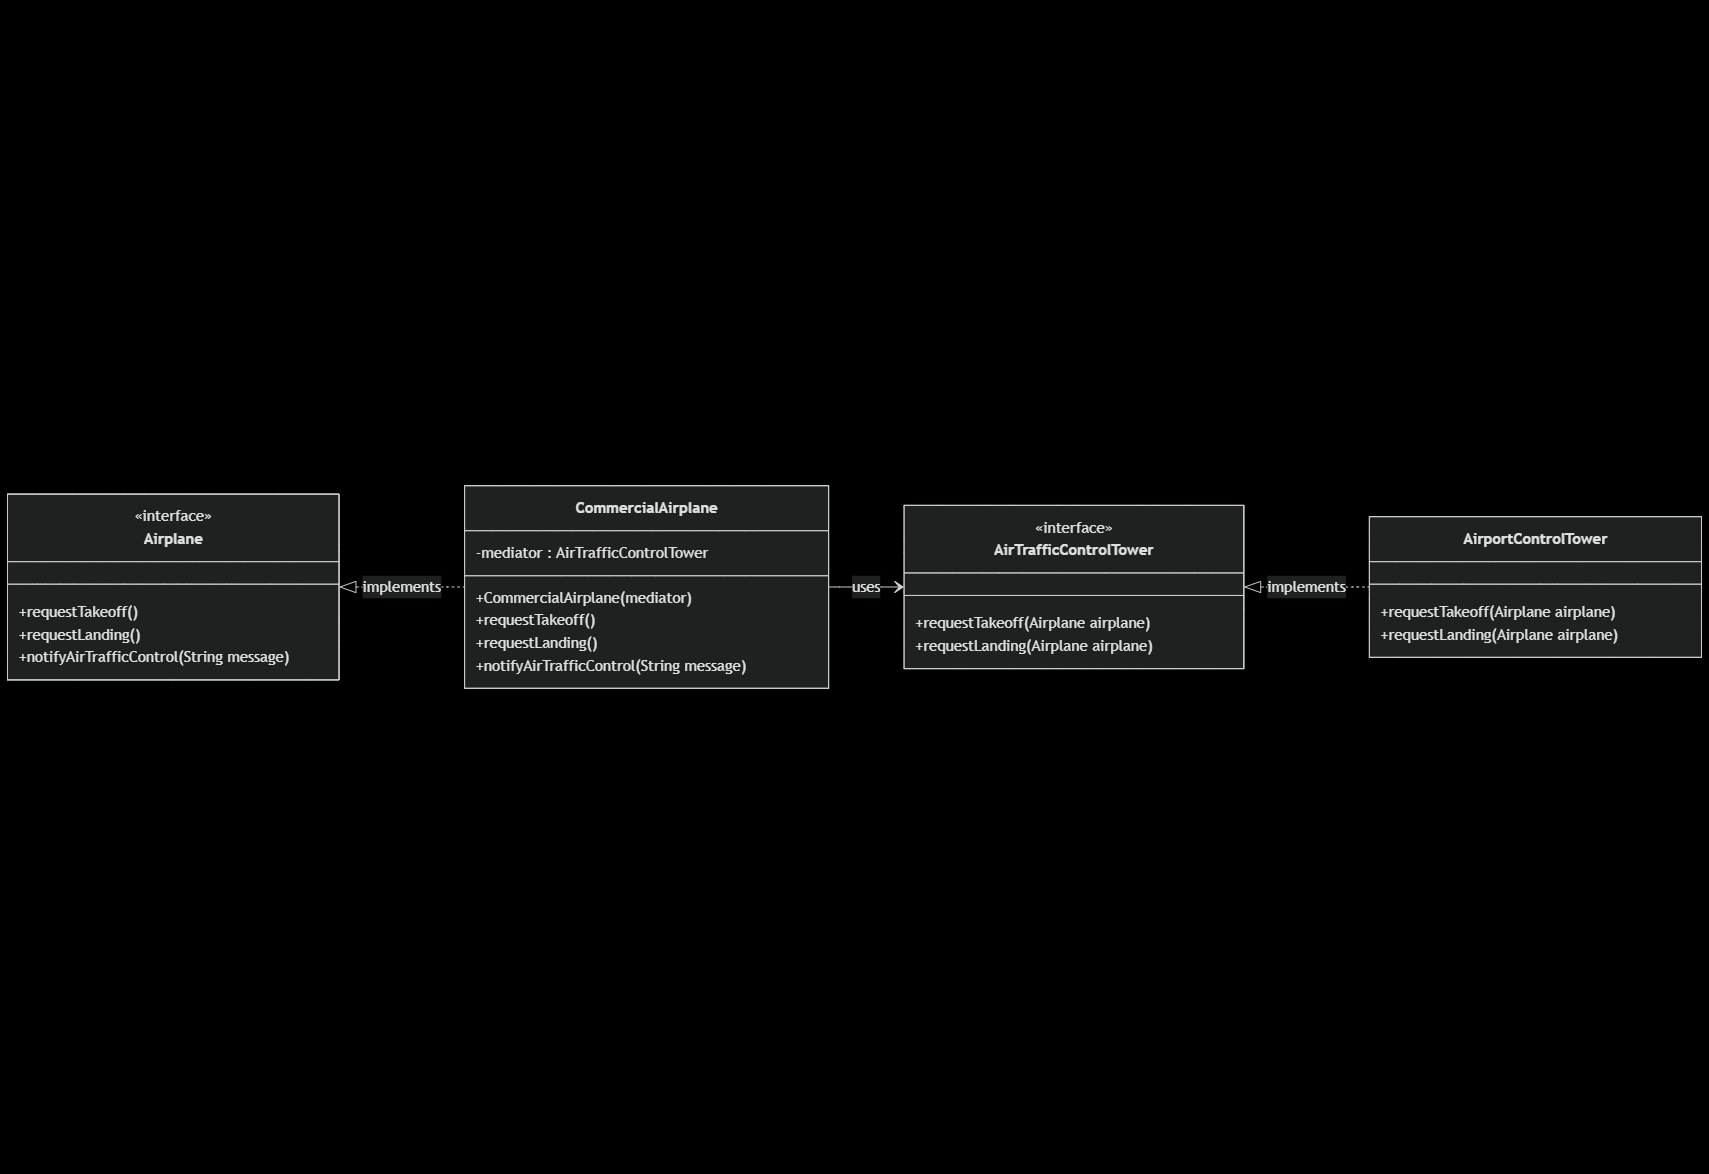 «interface»
Airplane
+requestTakeoff()
+requestLanding()
+notifyAirTrafficControl(String message)
implements
CommercialAirplane
-mediator : AirTrafficControlTower
+CommercialAirplane(mediator)
+requestTakeoff()
+requestLanding()
+notifyAirTrafficControl(String message)
uses
«interface»
AirTrafficControlTower
+requestTakeoff(Airplane airplane)
+requestLanding(Airplane airplane)
implements
AirportControlTower
+requestTakeoff(Airplane airplane)
+requestLanding(Airplane airplane)